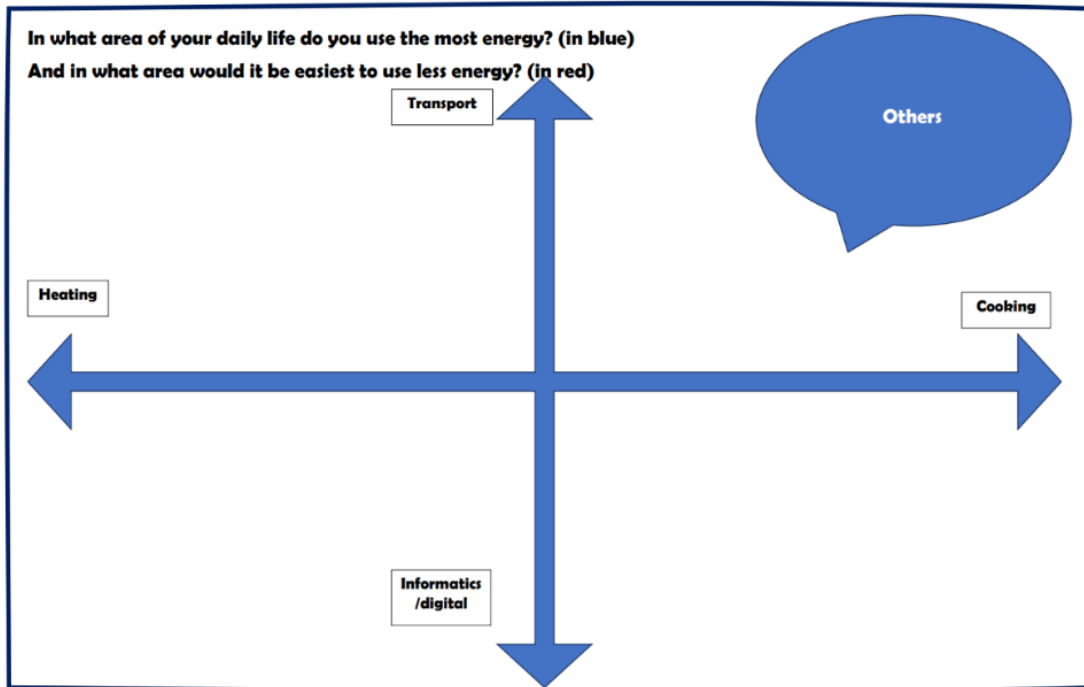 In what area of your daily life do you use the most energy? (in blue)
And in what area would it be easiest to use less energy? (in red)
Transport
Others
Heating
Cooking
Informatics
/digital